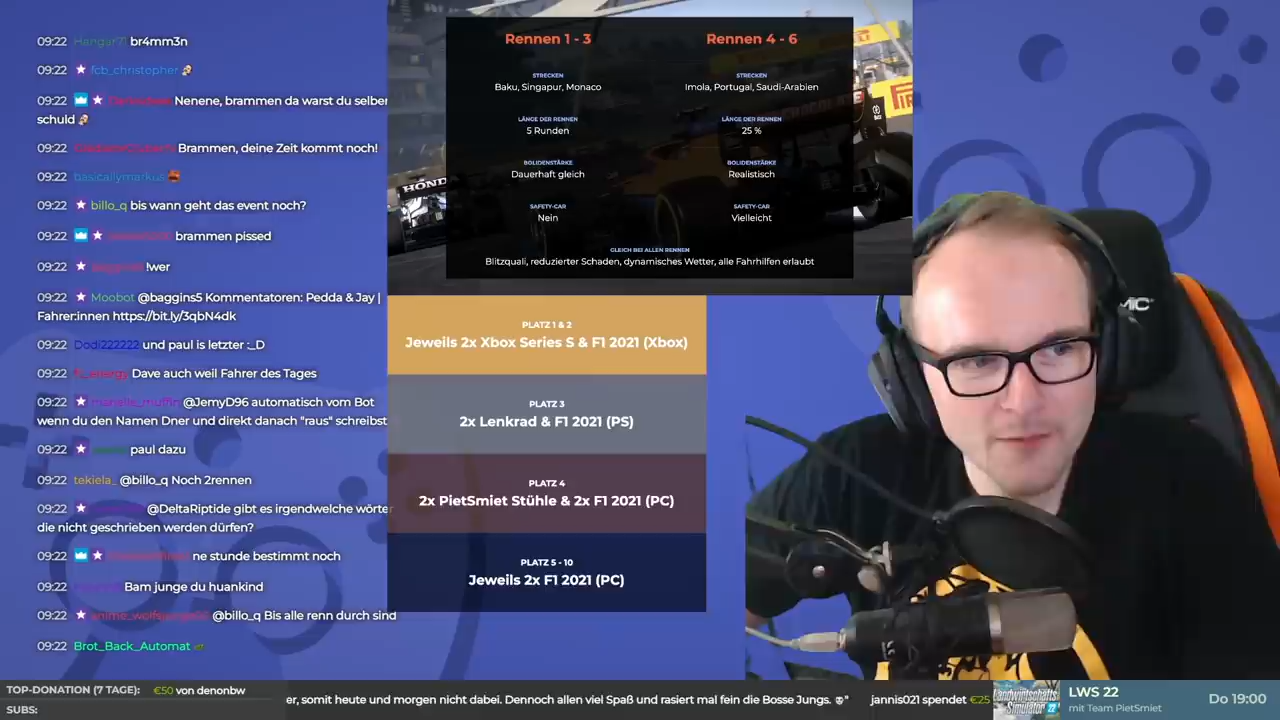 09:22 Hangar71 br4mm3n
09:22 fcb_christopher
09:22 Nenene, brammen da warst du selber
schuld
09:22 Brammen, deine Zeit kommt noch!
09:22 basicallymarkus
09:22 billo_q bis wann geht das event noch?
09:22 brammen pissed
09:22 baggins5 !wer
09:22 Moobot @baggins5 Kommentatoren: Pedda & Jay |
Fahrer:innen https://bit.ly/3qbN4dk
09:22 Dodi222222 und paul is letzter :_D
09:22 Dave auch weil Fahrer des Tages
09:22 @JemyD96 automatisch vom Bot
wenn du den Namen Dner und direkt danach "raus" schreibst
09:22 paul dazu
09:22 tekiela_ @billo_q Noch 2rennen
09:22 @DeltaRiptide gibt es irgendwelche wörter
die nicht geschrieben werden dürfen?
09:22 ne stunde bestimmt noch
09:22 Bam junge du huankind
09:22 @billo_q Bis alle renn durch sind
09:22 Brot_Back_Automat
Rennen 1 - 3
STRECKEN
Baku, Singapur, Monaco
LÄNGE DER RENNEN
5 Runden
BOLIDENSTÄRKE
Dauerhaft gleich
SAFETY-CAR
Nein
Rennen 4 - 6
STRECKEN
Imola, Portugal, Saudi-Arabien
LÄNGE DER RENNEN
25 %
BOLIDENSTÄRKE
Realistisch
SAFETY-CAR
Vielleicht
GLEICH BEI ALLEN RENNEN
Blitzquali, reduzierter Schaden, dynamisches Wetter, alle Fahrhilfen erlaubt
HONDA
PLATZ 1 & 2
Jeweils 2x Xbox Series S & F1 2021 (Xbox)
PLATZ 3
2x Lenkrad & F1 2021 (PS)
PLATZ 4
2x PietSmiet Stühle & 2x F1 2021 (PC)
PLATZ 5 - 10
Jeweils 2x F1 2021 (PC)
TOP-DONATION (7 TAGE): €50 von denonbw
SUBS:
und morgen nicht dabei. Dennoch allen viel Spaß und rasiert mal fein die Bosse Jungs. " jannis021 spendet €25
Landwirtschafts
Simulator 22
LWS 22
mit Team PietSmiet
Do 19:00